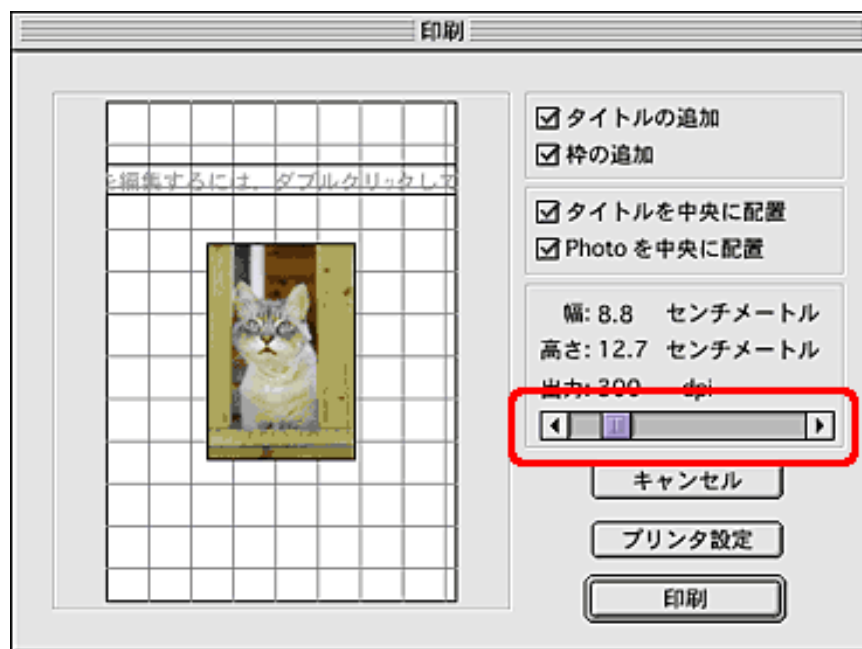 印刷
を編集するには、ダブルクリックして
タイトルの追加
枠の追加
タイトルを中央に配置
Photo を中央に配置
幅: 8.8 センチメートル
高さ: 12.7 センチメートル
出力: 300 dpi
キャンセル
プリンタ設定
印刷